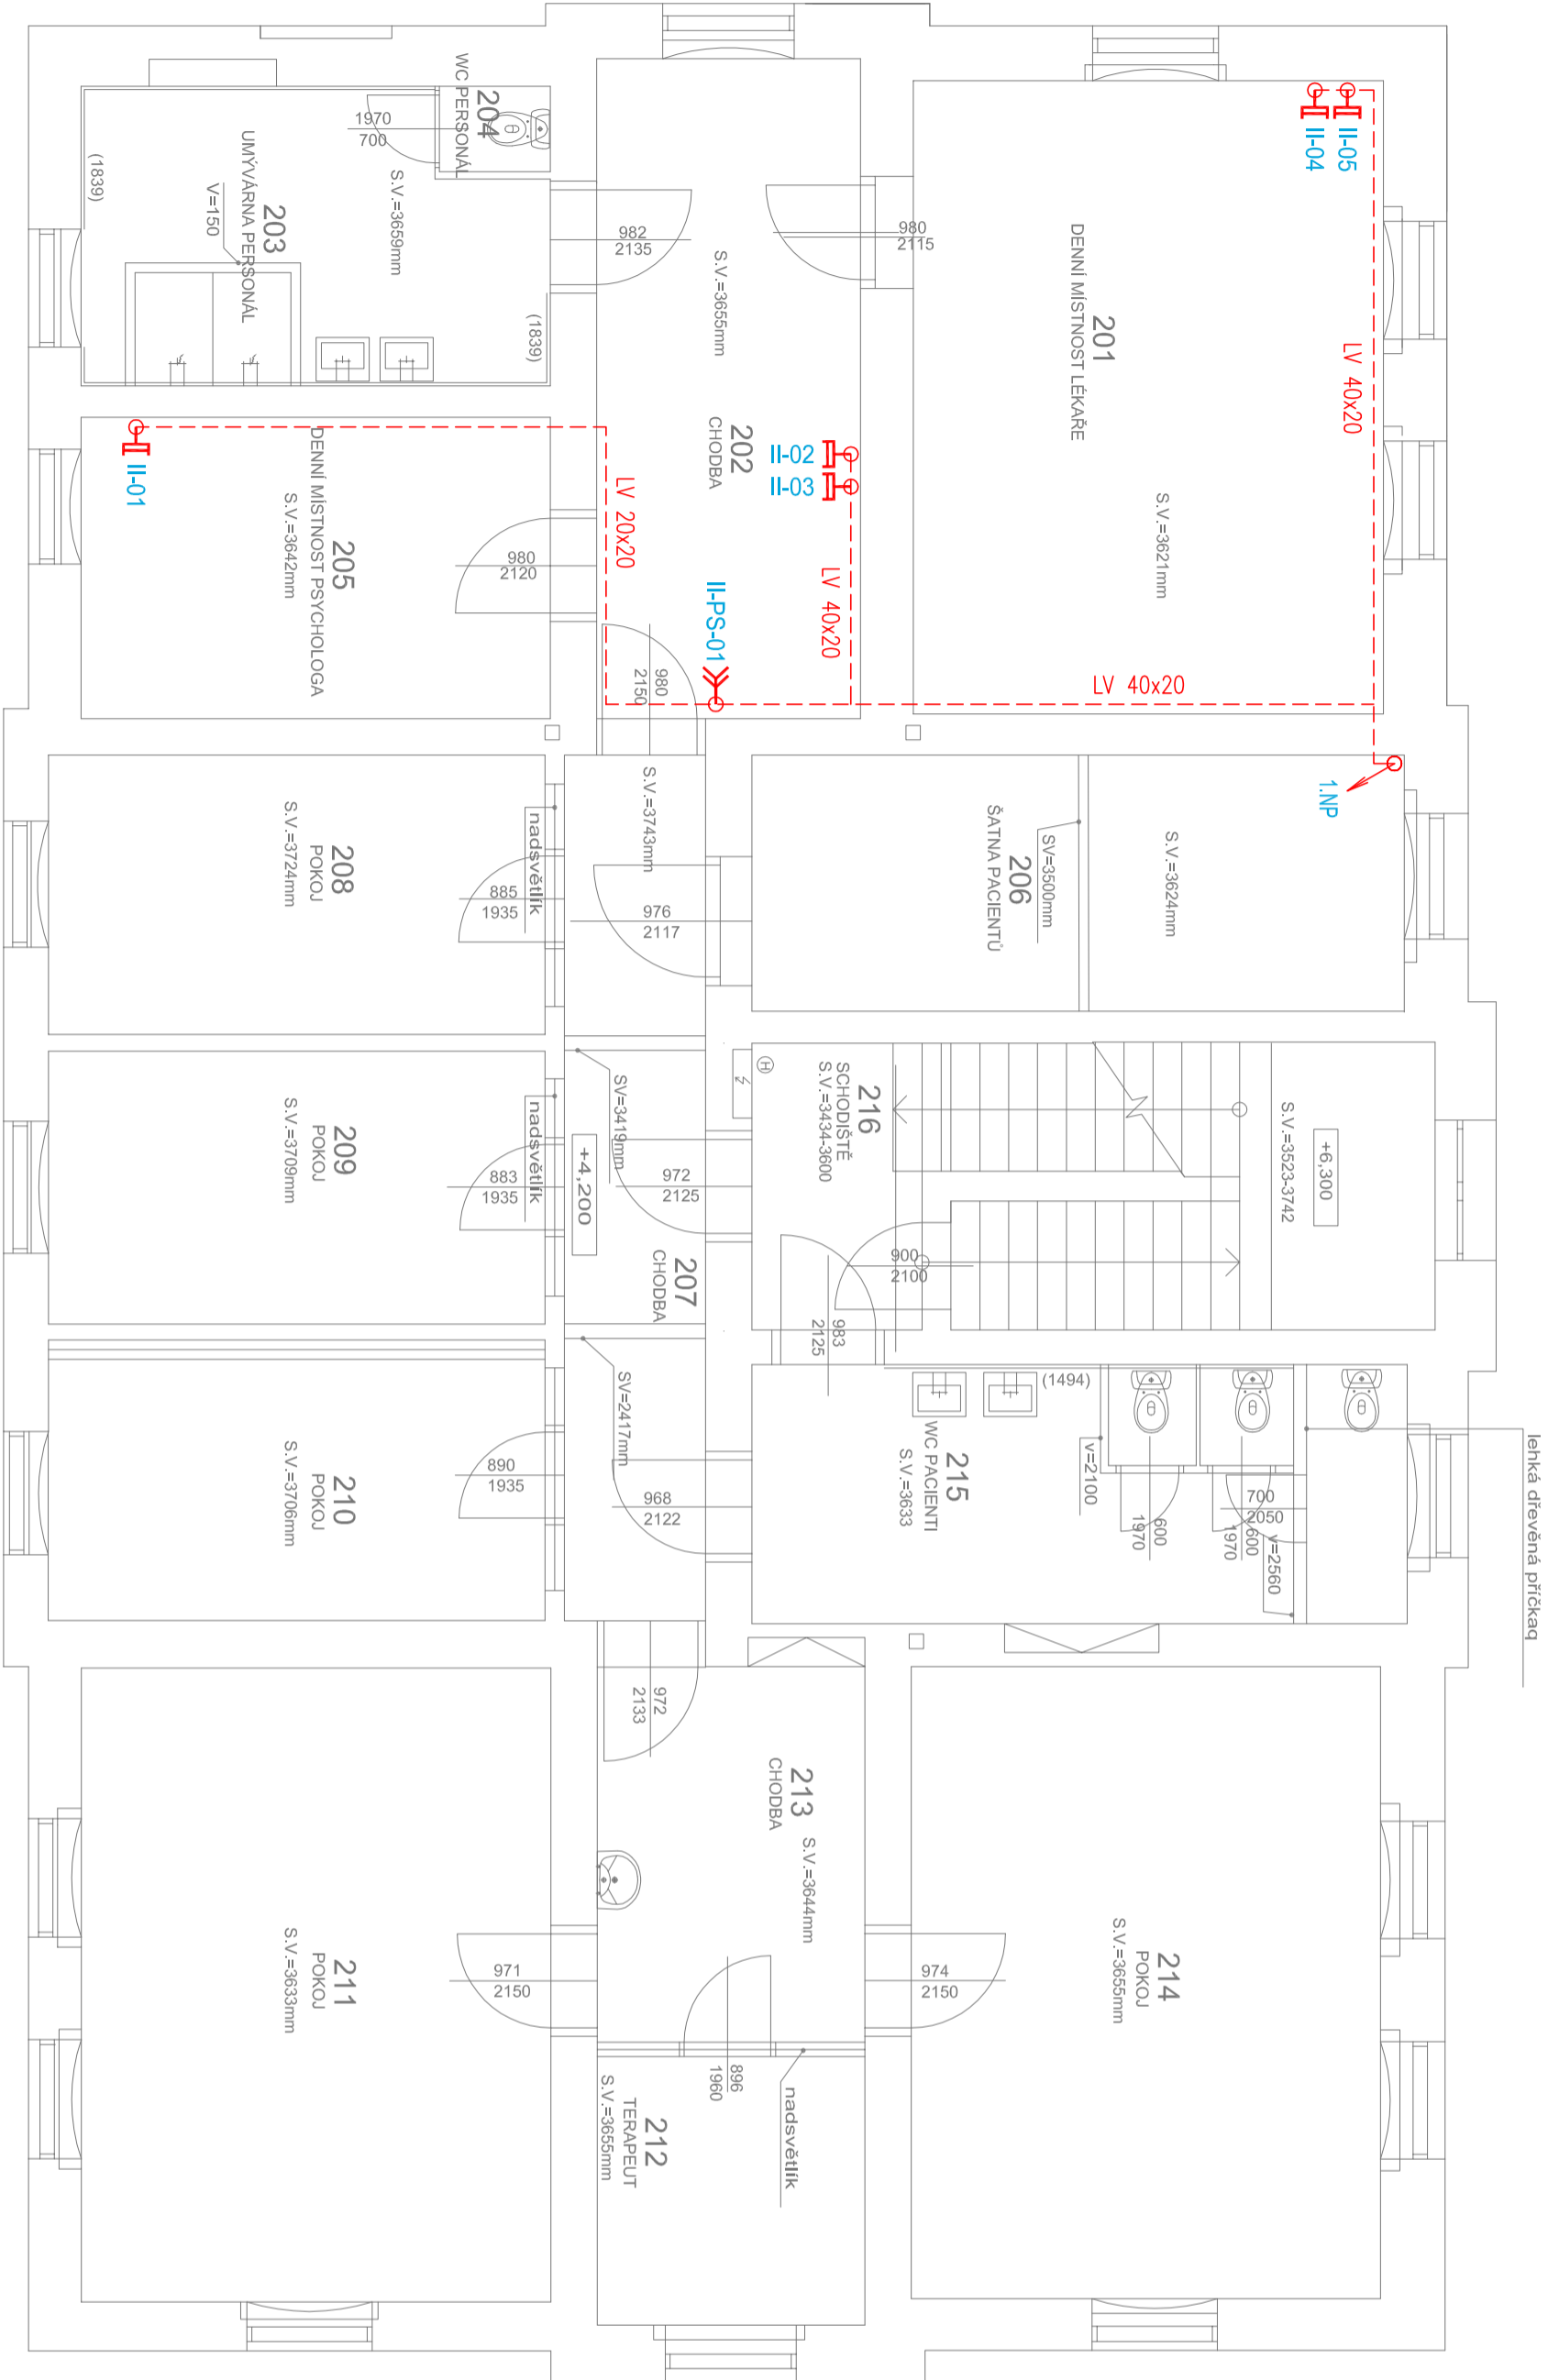 204
WC PERSONÁL
1970
700
S.V.=3659mm
203
UMÝVÁRNA PERSONÁL
V=150
(1839)
(1839)
982
2135
980
2115
S.V.=3655mm
202
CHODBA
201
DENNÍ MÍSTNOST LÉKAŘE
S.V.=3621mm
II-05
II-04
LV 40x20
II-02
II-03
LV 40x20
LV 20x20
II-PS-01
LV 40x20
II-01
205
DENNÍ MÍSTNOST PSYCHOLOGA
S.V.=3642mm
980
2120
980
2150
1.NP
S.V.=3743mm
208
POKOJ
S.V.=3724mm
nadsvětlík
885
1935
976
2117
206
ŠATNA PACIENTŮ
SV=3500mm
S.V.=3624mm
216
SCHODIŠTĚ
S.V.=3434-3600
H
S.V.=3523-3742
+6,300
SV=3419mm
209
POKOJ
S.V.=3709mm
nadsvětlík
883
1935
+4,200
972
2125
207
CHODBA
900
2100
983
2125
SV=2417mm
210
POKOJ
S.V.=3706mm
890
1935
968
2122
215
WC PACIENTI
S.V.=3633
(1494)
v=2100
600
1970
700
2050
600
1970
v=2560
lehká dřevěná příčkaq
972
2133
213
CHODBA
S.V.=3644mm
211
POKOJ
S.V.=3633mm
971
2150
974
2150
214
POKOJ
S.V.=3655mm
896
1960
nadsvětlík
212
TERAPEUT
S.V.=3655mm